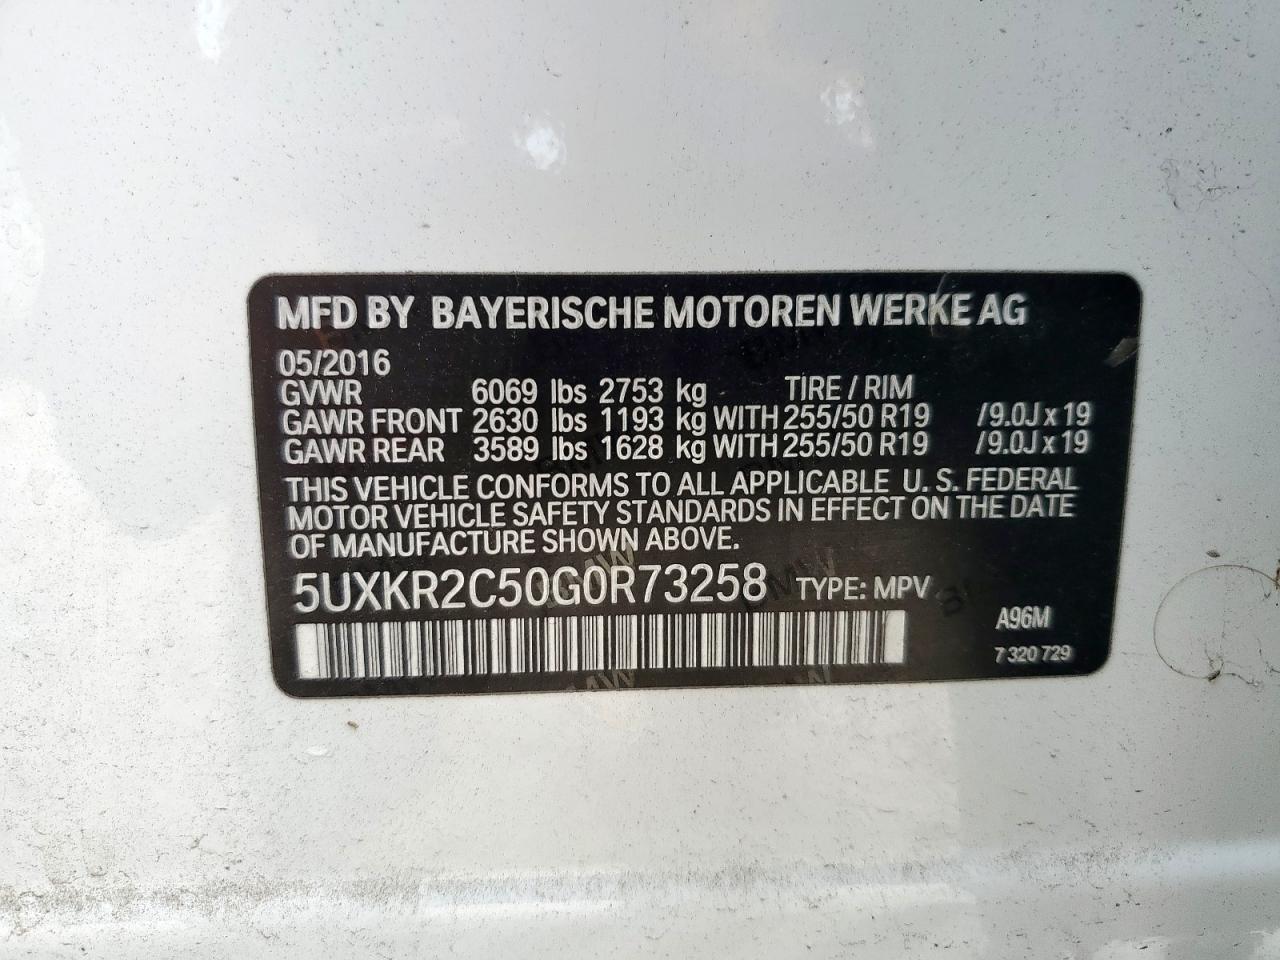 MFD BY BAYERISCHE MOTOREN WERKE AG
05/2016
GVWR 6069 lbs 2753 kg TIRE / RIM
GAWR FRONT 2630 lbs 1193 kg WITH 255/50 R19 /9.0J x 19
GAWR REAR 3589 lbs 1628 kg WITH 255/50 R19 /9.0J x 19
THIS VEHICLE CONFORMS TO ALL APPLICABLE U. S. FEDERAL
MOTOR VEHICLE SAFETY STANDARDS IN EFFECT ON THE DATE
OF MANUFACTURE SHOWN ABOVE.
5UXKR2C50G0R73258 TYPE: MPV
A96M
7 320 729